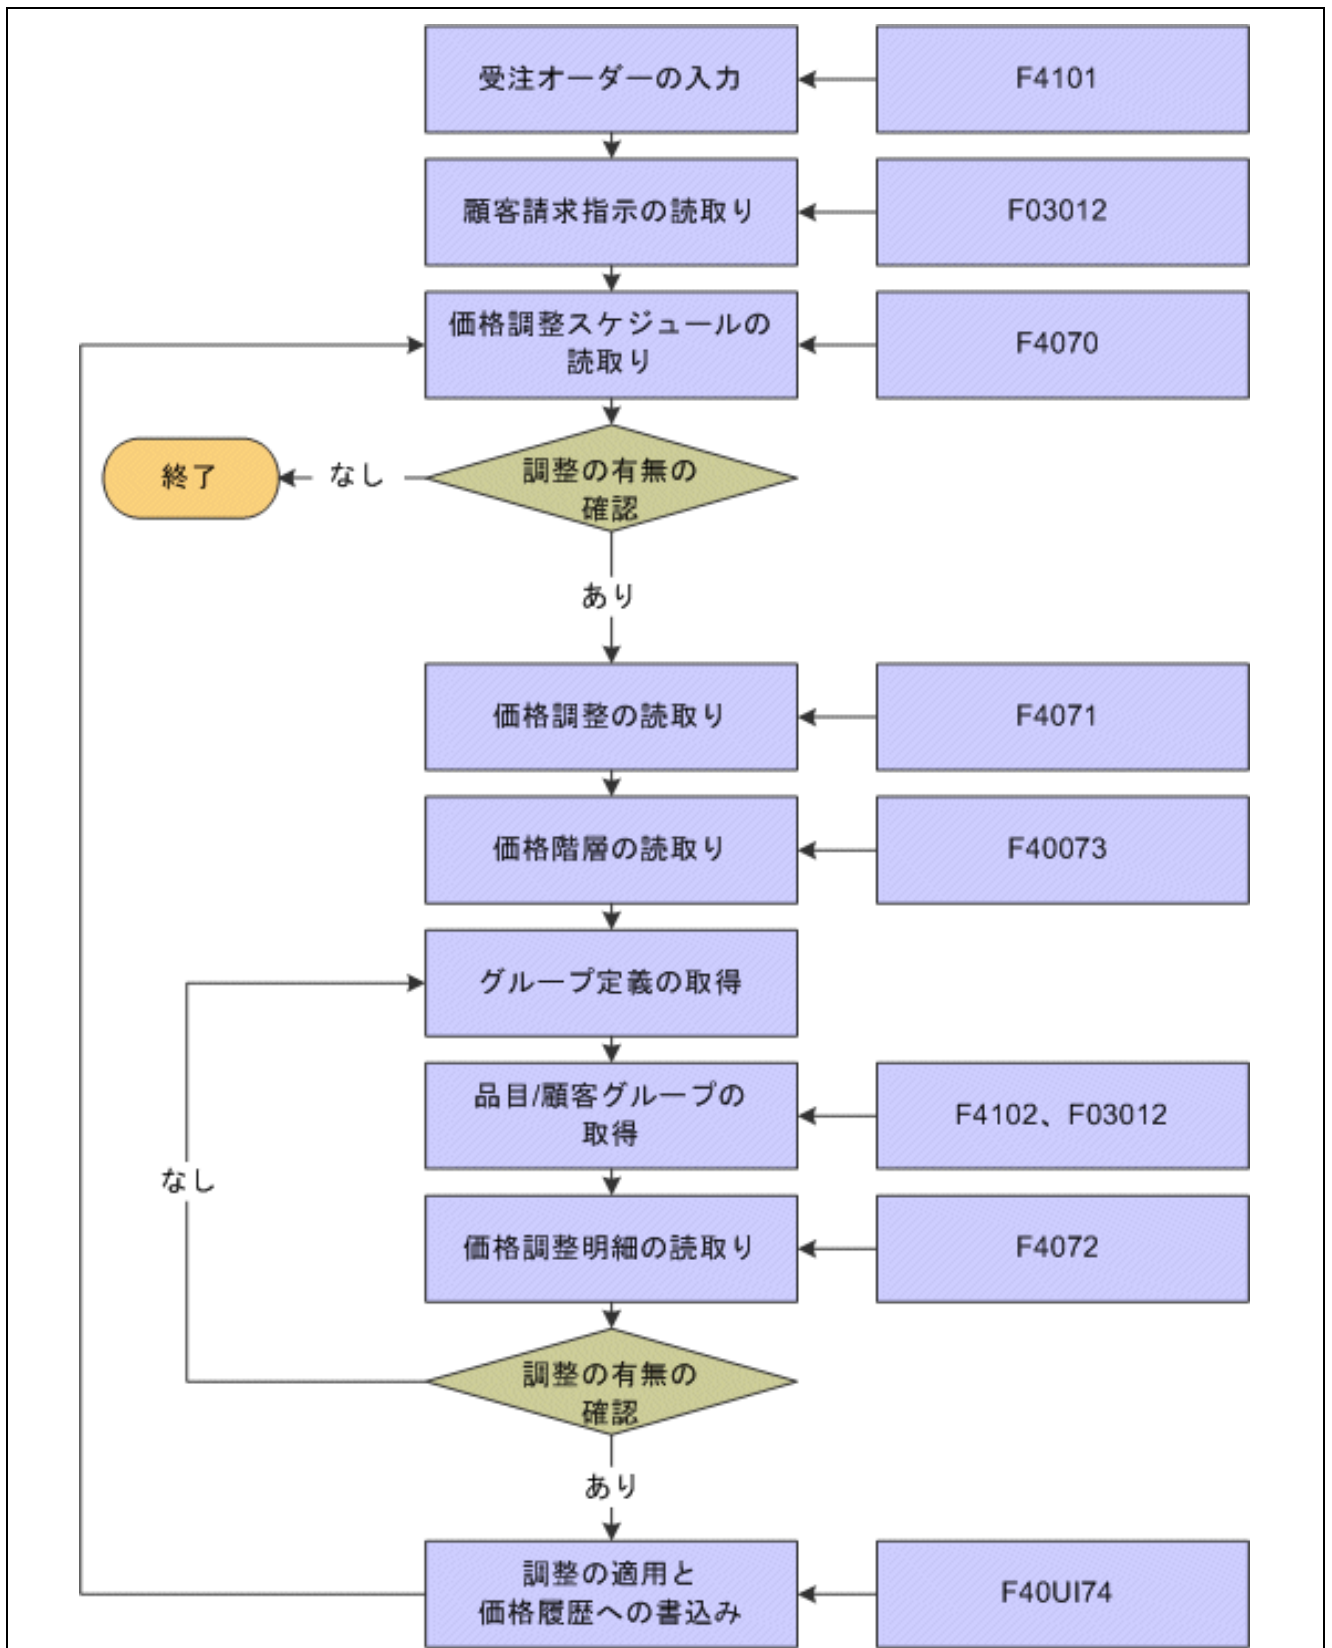 受注オーダーの入力
F4101
顧客請求指示の読取り
F03012
価格調整スケジュールの
読取り
F4070
終了
なし
調整の有無の
確認
あり
価格調整の読取り
F4071
価格階層の読取り
F40073
グループ定義の取得
品目/顧客グループの
取得
F4102、F03012
なし
価格調整明細の読取り
F4072
調整の有無の
確認
あり
調整の適用と
価格履歴への書込み
F40UI74